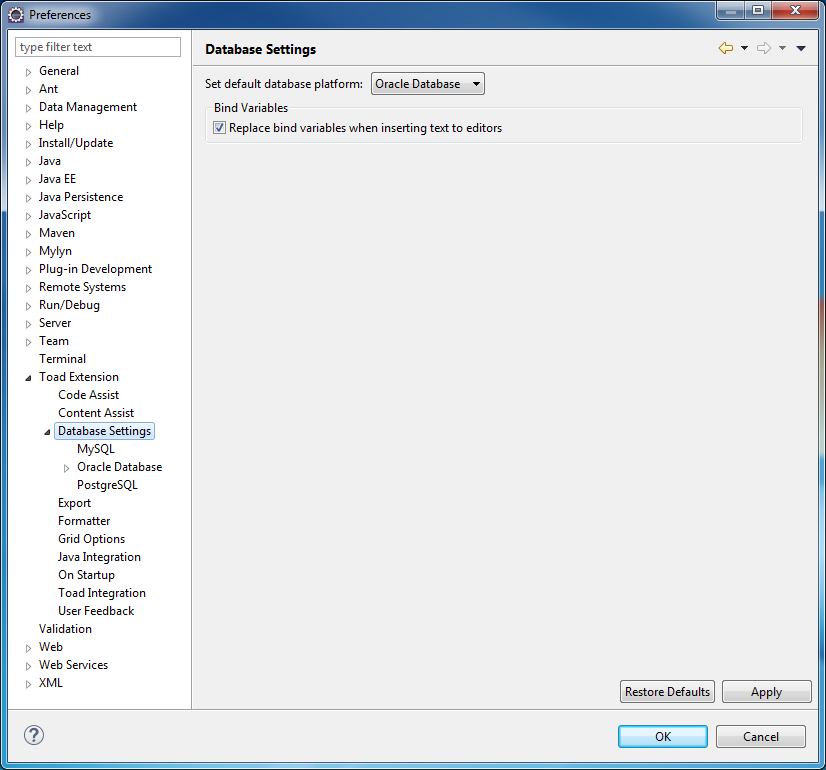 Preferences
type filter text
General
Ant
Data Management
Help
Install/Update
Java
Java EE
Java Persistence
JavaScript
Maven
Mylyn
Plug-in Development
Remote Systems
Run/Debug
Server
Team
Terminal
Toad Extension
Code Assist
Content Assist
Database Settings
MySQL
Oracle Database
PostgreSQL
Export
Formatter
Grid Options
Java Integration
On Startup
Toad Integration
User Feedback
Validation
Web
Web Services
XML
Database Settings
Set default database platform: Oracle Database
Bind Variables
Replace bind variables when inserting text to editors
Restore Defaults Apply
? OK Cancel